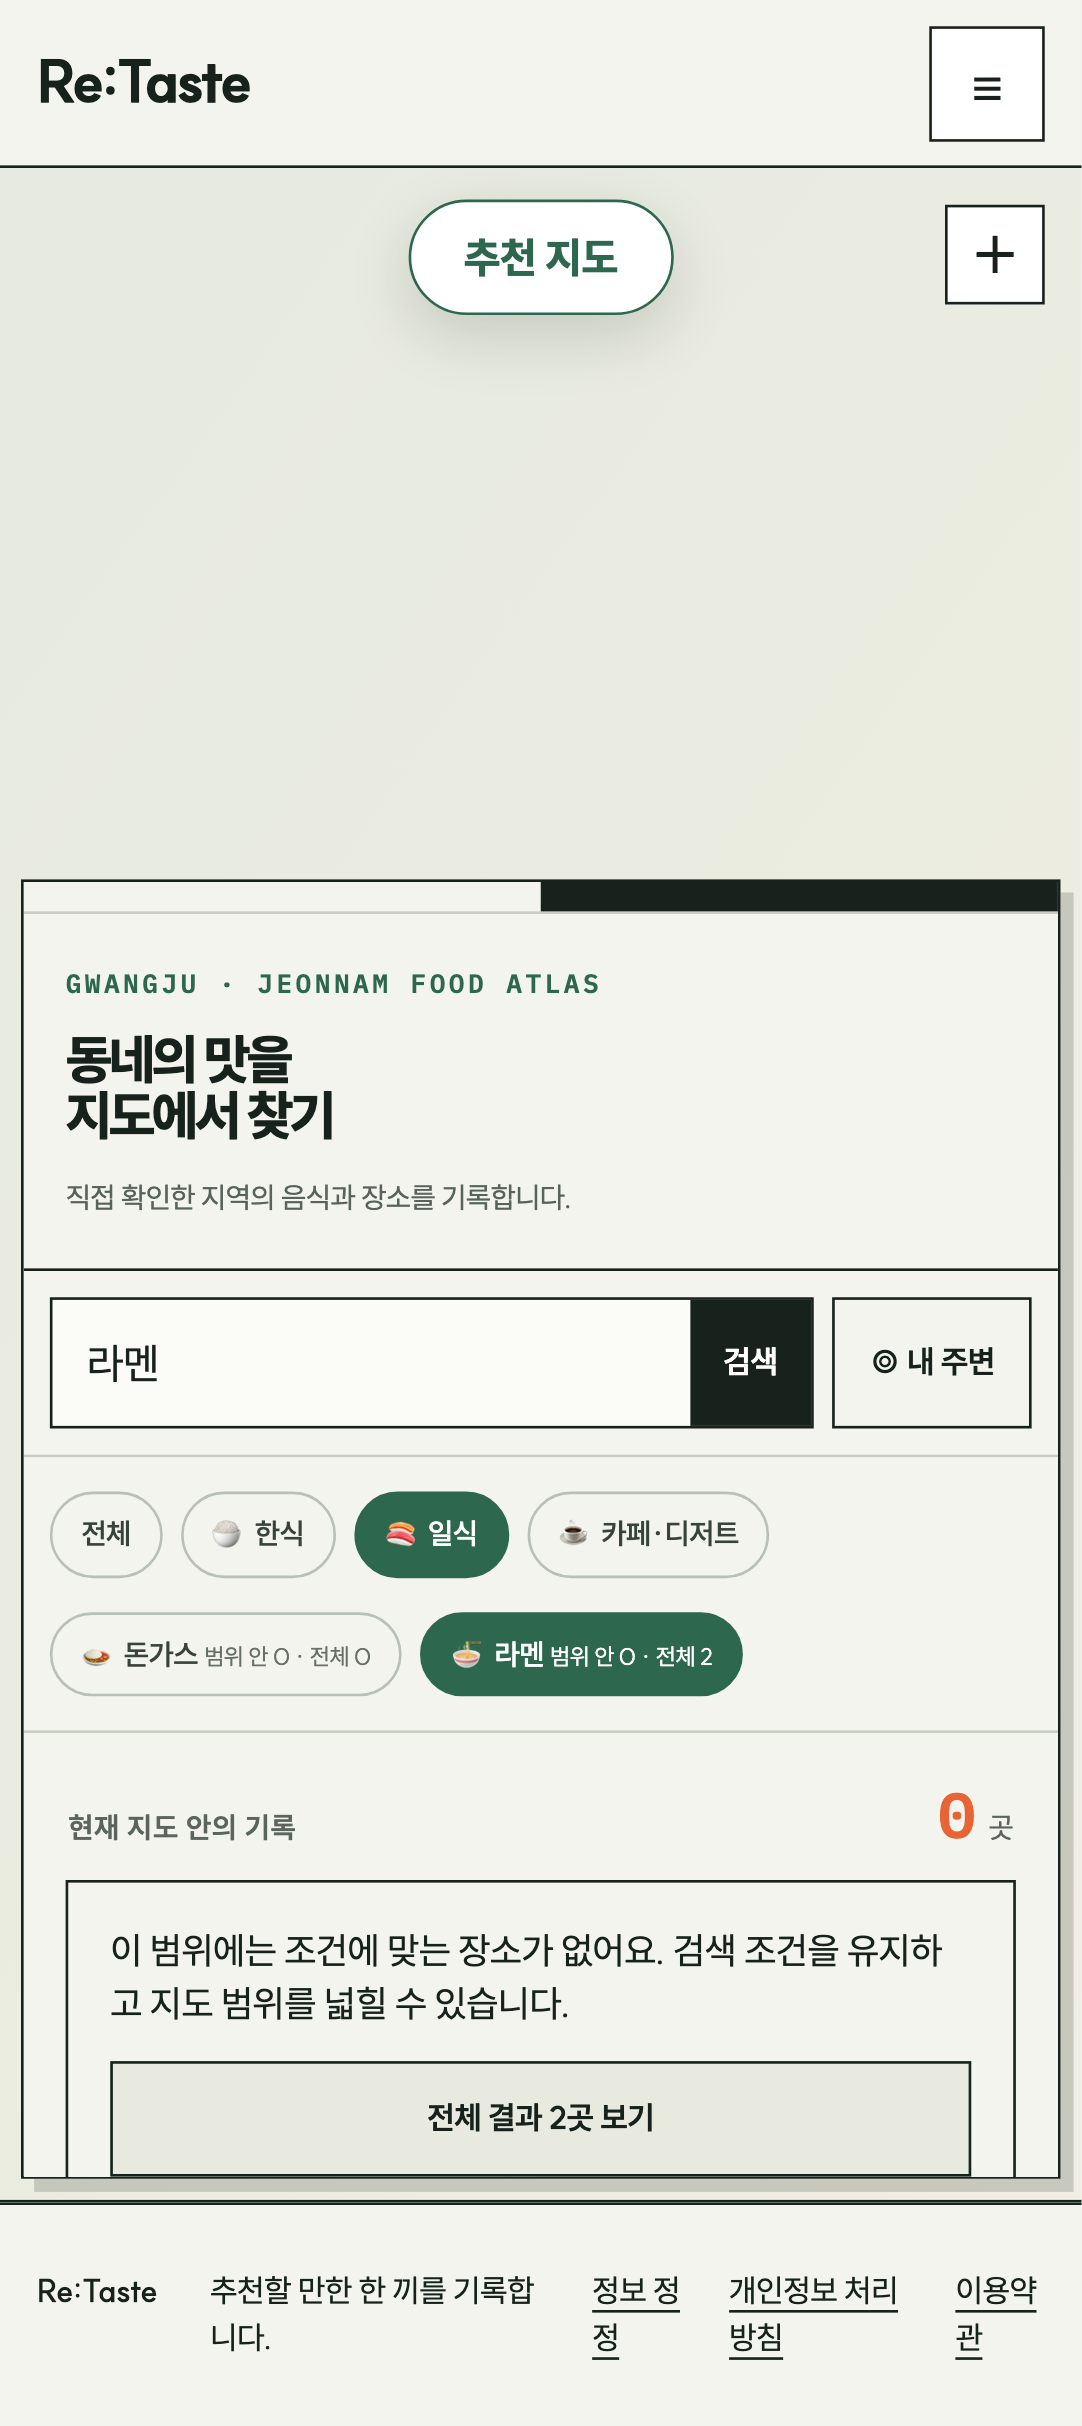 Re:Taste
≡
추천 지도
+
GWANGJU · JEONNAM FOOD ATLAS
동네의 맛을
지도에서 찾기
직접 확인한 지역의 음식과 장소를 기록합니다.
라멘 검색 ◎ 내 주변
전체 한식 일식 카페·디저트
돈가스 범위 안 0 · 전체 0 라멘 범위 안 0 · 전체 2
현재 지도 안의 기록 0 곳
이 범위에는 조건에 맞는 장소가 없어요. 검색 조건을 유지하
고 지도 범위를 넓힐 수 있습니다.
전체 결과 2곳 보기
Re:Taste 추천할 만한 한 끼를 기록합 정보 정 개인정보 처리 이용약
니다. 정 방침 관